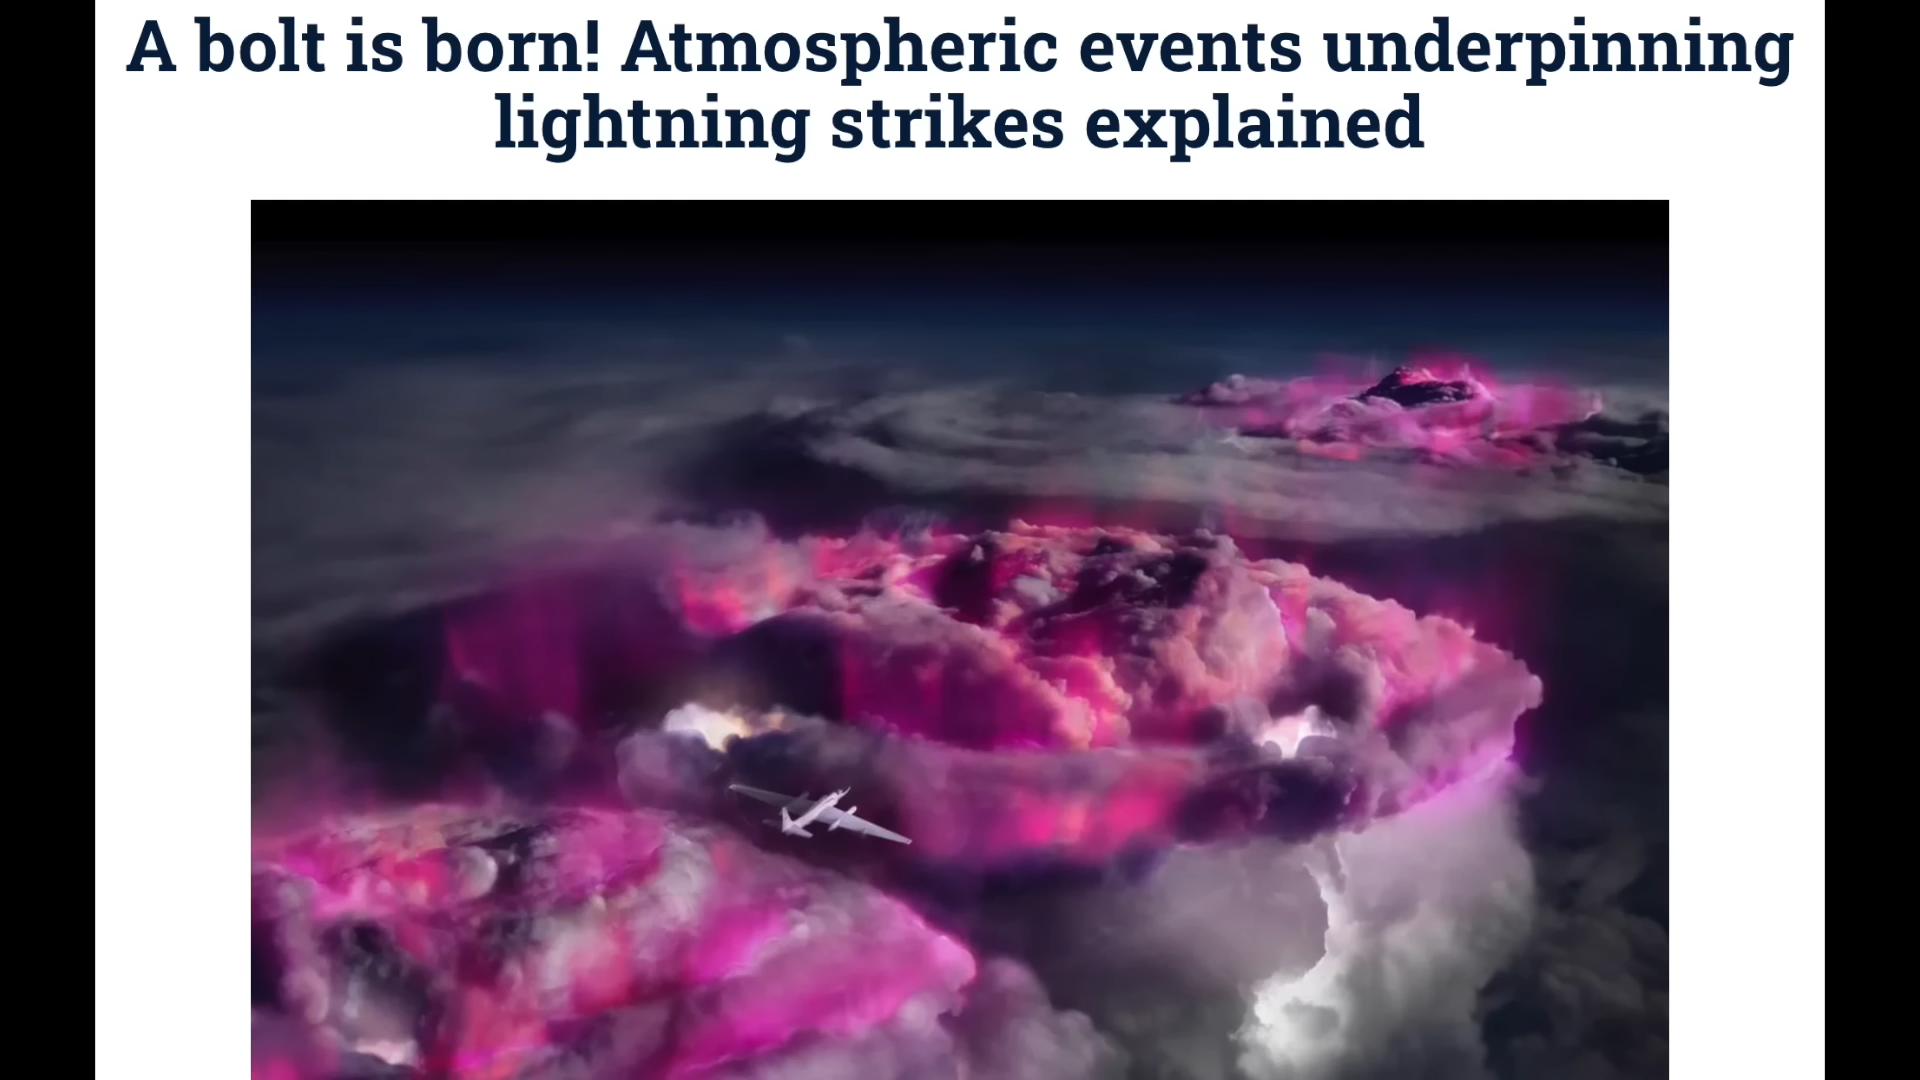 A bolt is born! Atmospheric events underpinning
lightning strikes explained